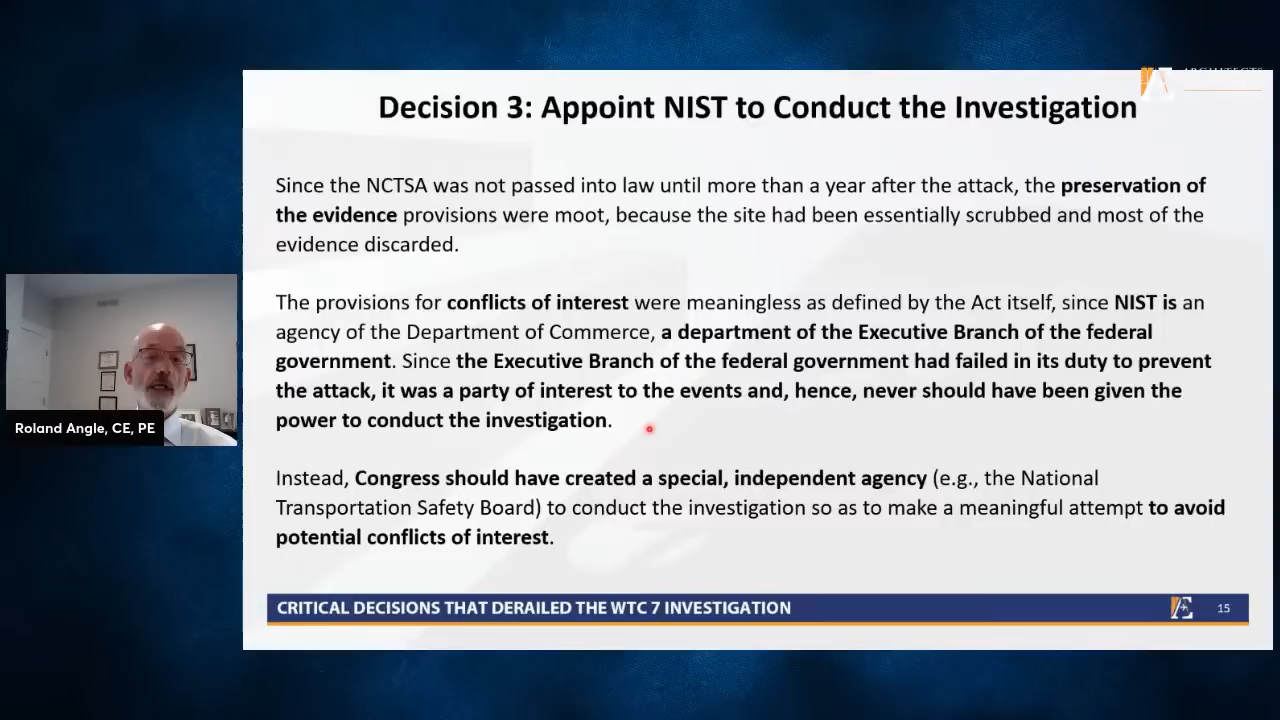 ARCHITECTS
Decision 3: Appoint NIST to Conduct the Investigation
Since the NCTSA was not passed into law until more than a year after the attack, the preservation of
the evidence provisions were moot, because the site had been essentially scrubbed and most of the
evidence discarded.
The provisions for conflicts of interest were meaningless as defined by the Act itself, since NIST is an
agency of the Department of Commerce, a department of the Executive Branch of the federal
government. Since the Executive Branch of the federal government had failed in its duty to prevent
the attack, it was a party of interest to the events and, hence, never should have been given the
power to conduct the investigation.
Instead, Congress should have created a special, independent agency (e.g., the National
Transportation Safety Board) to conduct the investigation so as to make a meaningful attempt to avoid
potential conflicts of interest.
Roland Angle, CE, PE
CRITICAL DECISIONS THAT DERAILED THE WTC 7 INVESTIGATION
15